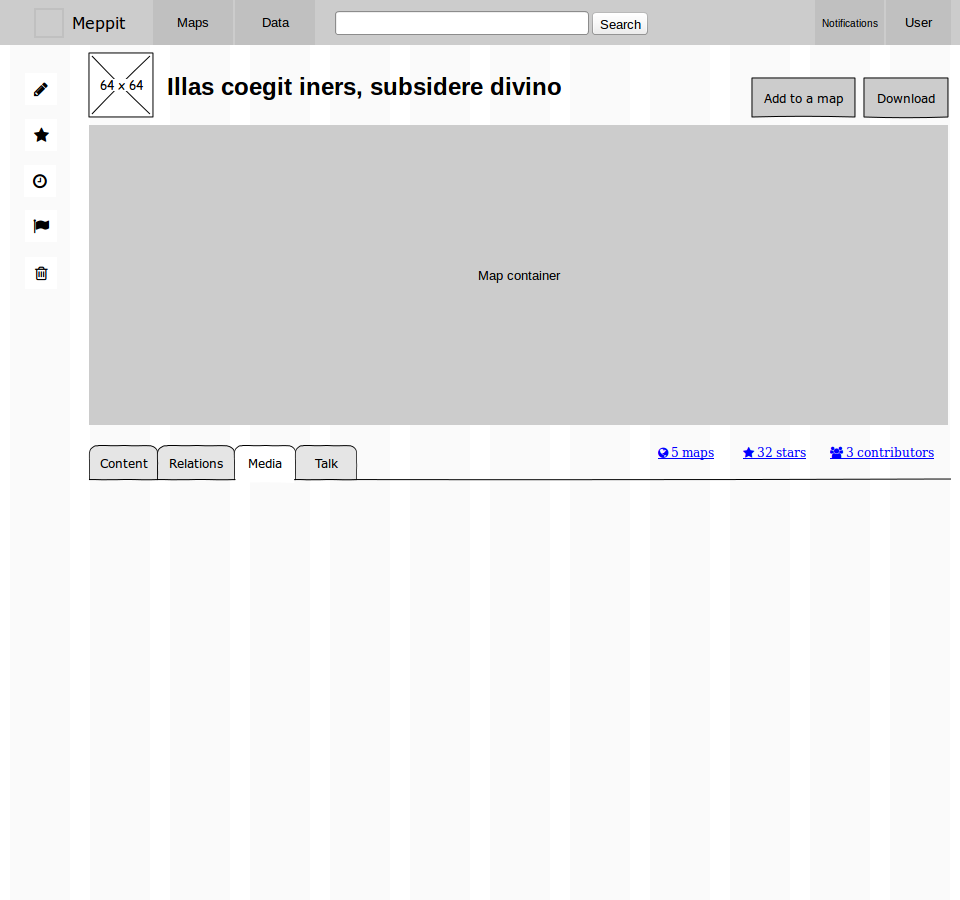 Meppit Maps Data Search Notifications User
64 x 64
Illas coegit iners, subsidere divino
Add to a map Download
Map container
Content Relations Media Talk
5 maps 32 stars 3 contributors